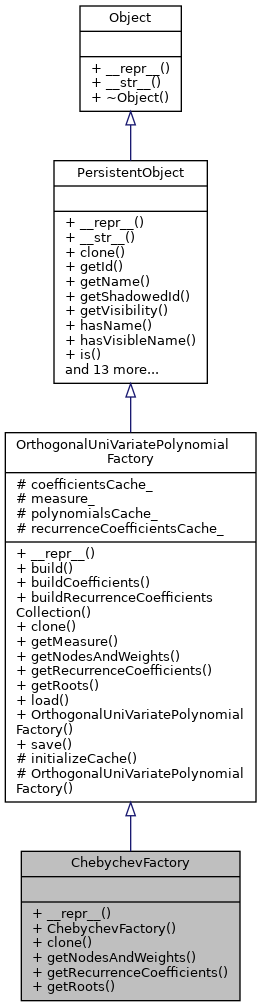 Object
+ __repr__()
+ __str__()
+ ~Object()
PersistentObject
+ __repr__()
+ __str__()
+ clone()
+ getId()
+ getName()
+ getShadowedId()
+ getVisibility()
+ hasName()
+ hasVisibleName()
+ is()
and 13 more...
OrthogonalUniVariatePolynomial
Factory
# coefficientsCache_
# measure_
# polynomialsCache_
# recurrenceCoefficientsCache_
+ __repr__()
+ build()
+ buildCoefficients()
+ buildRecurrenceCoefficients
Collection()
+ clone()
+ getMeasure()
+ getNodesAndWeights()
+ getRecurrenceCoefficients()
+ getRoots()
+ load()
+ OrthogonalUniVariatePolynomial
Factory()
+ save()
# initializeCache()
# OrthogonalUniVariatePolynomial
Factory()
ChebychevFactory
+ __repr__()
+ ChebychevFactory()
+ clone()
+ getNodesAndWeights()
+ getRecurrenceCoefficients()
+ getRoots()